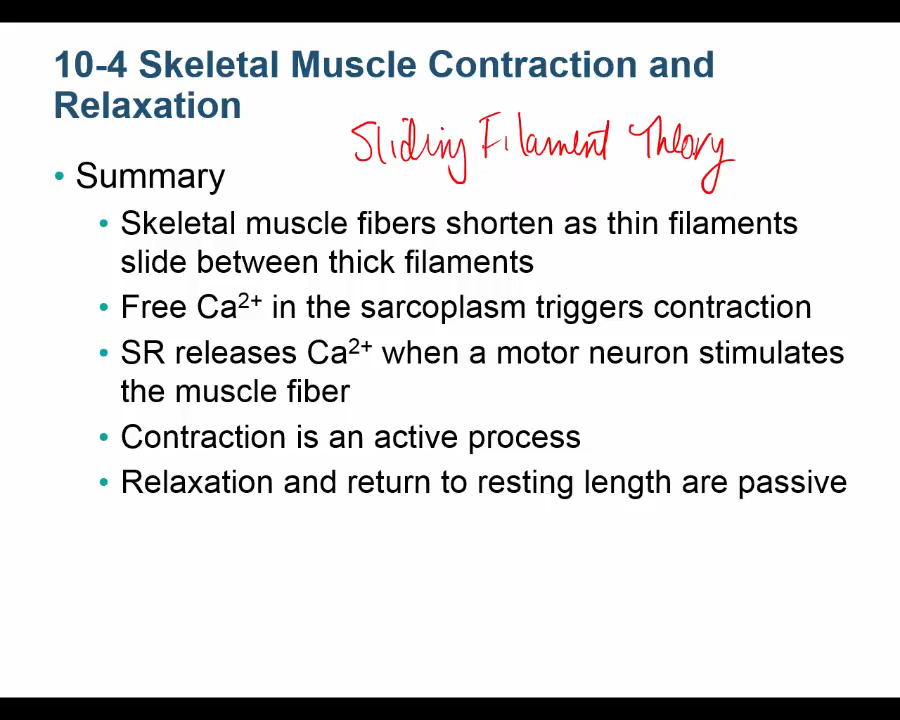 10-4 Skeletal Muscle Contraction and
Relaxation
Sliding Filament Theory
• Summary
• Skeletal muscle fibers shorten as thin filaments
slide between thick filaments
• Free Ca²⁺ in the sarcoplasm triggers contraction
• SR releases Ca²⁺ when a motor neuron stimulates
the muscle fiber
• Contraction is an active process
• Relaxation and return to resting length are passive